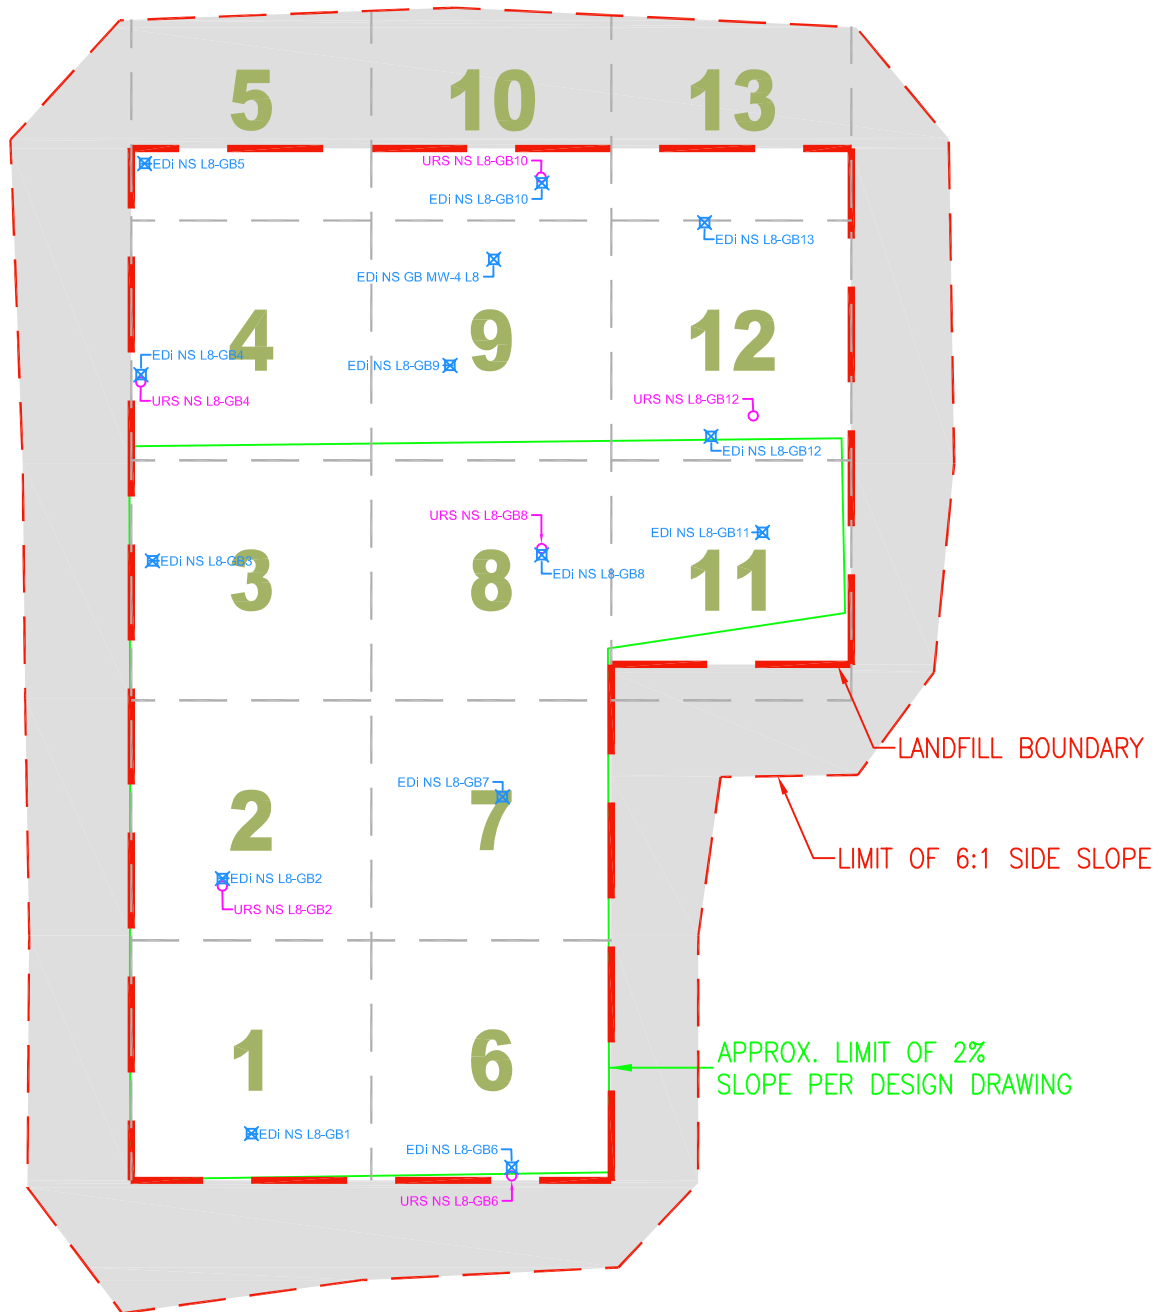 5
10
13
URS NS L8-GB10
EDi NS L8-GB5
EDi NS L8-GB10
EDi NS L8-GB13
EDi NS GB MW-4 L8
4
9
12
EDi NS L8-GB4
EDi NS L8-GB9
URS NS L8-GB4
URS NS L8-GB12
EDi NS L8-GB12
URS NS L8-GB8
EDI NS L8-GB11
EDi NS L8-GB3
EDi NS L8-GB8
3
8
11
LANDFILL BOUNDARY
EDi NS L8-GB7
2
7
LIMIT OF 6:1 SIDE SLOPE
EDi NS L8-GB2
URS NS L8-GB2
1
6
APPROX. LIMIT OF 2%
SLOPE PER DESIGN DRAWING
EDi NS L8-GB1
EDi NS L8-GB6
URS NS L8-GB6